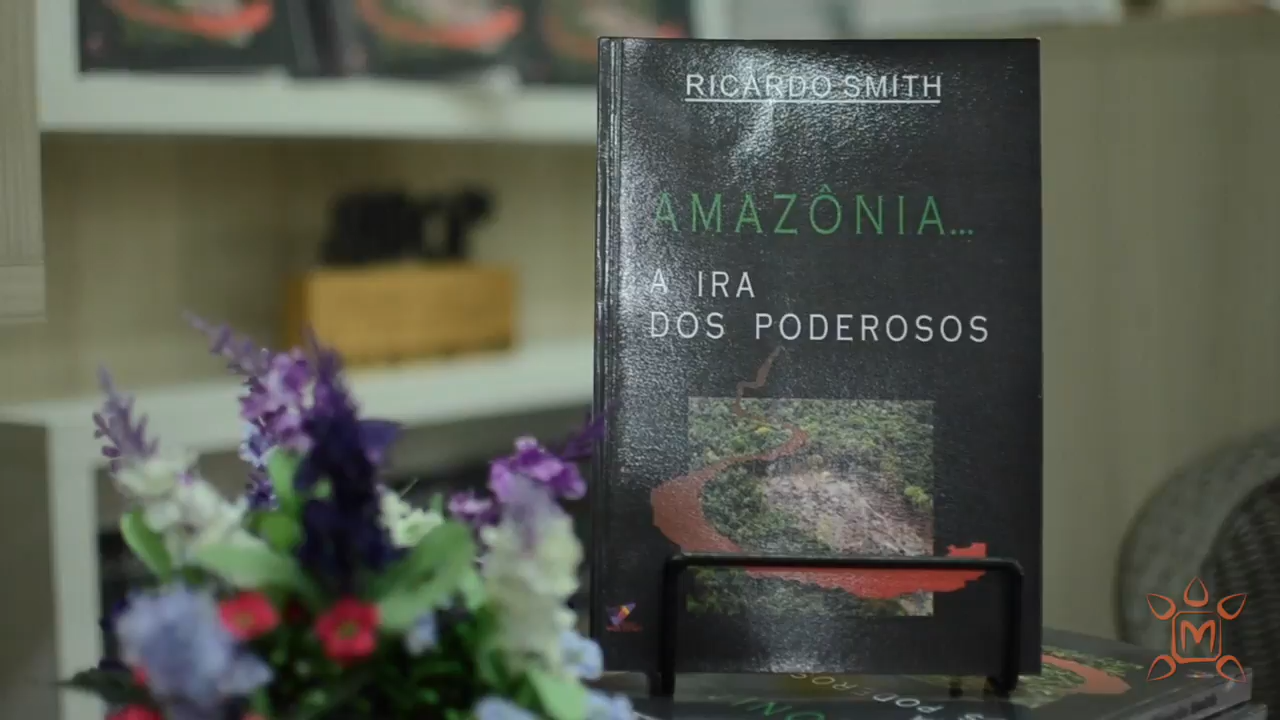 RICARDO SMITH
AMAZÔNIA...
A IRA
DOS PODEROSOS
M